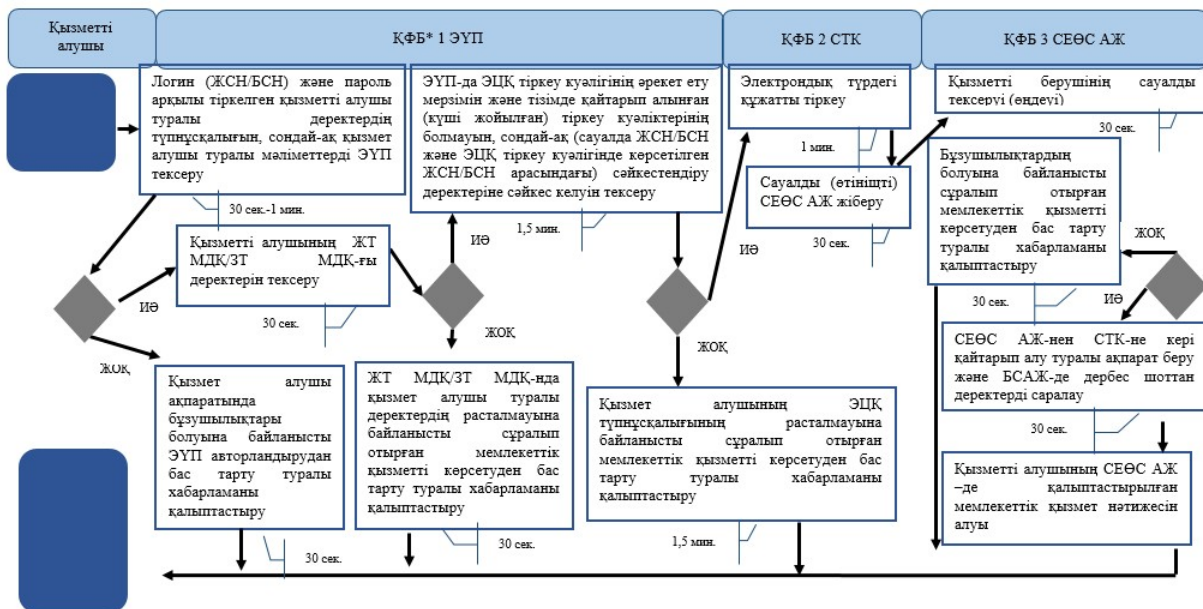 Қызметті
алушы
ҚФБ* 1 ЭҮП
ҚФБ 2 СТК
ҚФБ 3 СЕӨС АЖ
Логин (ЖСН/БСН) және пароль
арқылы тіркелген қызметті алушы
туралы деректердің
түпнұсқалығын, сондай-ақ қызмет
алушы туралы мәліметтерді ЭҮП
тексеру
30 сек.-1 мин.
ЭҮП-да ЭЦҚ тіркеу куәлігінің әрекет ету
мерзімін және тізімде қайтарып алынған
(күші жойылған) тіркеу куәліктерінің
болмауын, сондай-ақ (сауалда ЖСН/БСН
және ЭЦҚ тіркеу куәлігінде көрсетілген
ЖСН/БСН арасындағы) сәйкестендіру
деректеріне сәйкес келуін тексеру
1,5 мин.
Электрондық түрдегі
құжатты тіркеу
1 мин.
Сауалды (өтінішті)
СЕӨС АЖ жіберу
30 сек.
Қызметті берушінің сауалды
тексеруі (өңдеуі)
30 сек.
Бұзушылықтардың
болуына байланысты
сұралып отырған
мемлекеттік қызметті
көрсетуден бас тарту
туралы хабарламаны
қалыптастыру
30 сек.
ЖОҚ
ИӘ
Қызметті алушының ЖТ
МДҚ/ЗТ МДҚ-ғы
деректерін тексеру
30 сек.
ИӘ
ЖОҚ
ИӘ
ЖОҚ
ИӘ
ЖОҚ
Қызмет алушы
ақпаратында
бұзушылықтары
болуына байланысты
ЭҮП авторландырудан
бас тарту туралы
хабарламаны
қалыптастыру
30 сек.
ЖТ МДҚ/ЗТ МДҚ-нда
қызмет алушы туралы
деректердің расталмауына
байланысты сұралып
отырған мемлекеттік
қызметті көрсетуден бас
тарту туралы хабарламаны
қалыптастыру
30 сек.
Қызмет алушының ЭЦҚ
түпнұсқалығының расталмауына
байланысты сұралып отырған
мемлекеттік қызметті көрсетуден бас
тарту туралы хабарламаны
қалыптастыру
1,5 мин.
СЕӨС АЖ-нен СТК-не кері
қайтарып алу туралы ақпарат беру
және БСАЖ-де дербес шоттан
деректерді саралау
30 сек.
Қызметті алушының СЕӨС АЖ
–де қалыптастырылған
мемлекеттік қызмет нәтижесін
алуы